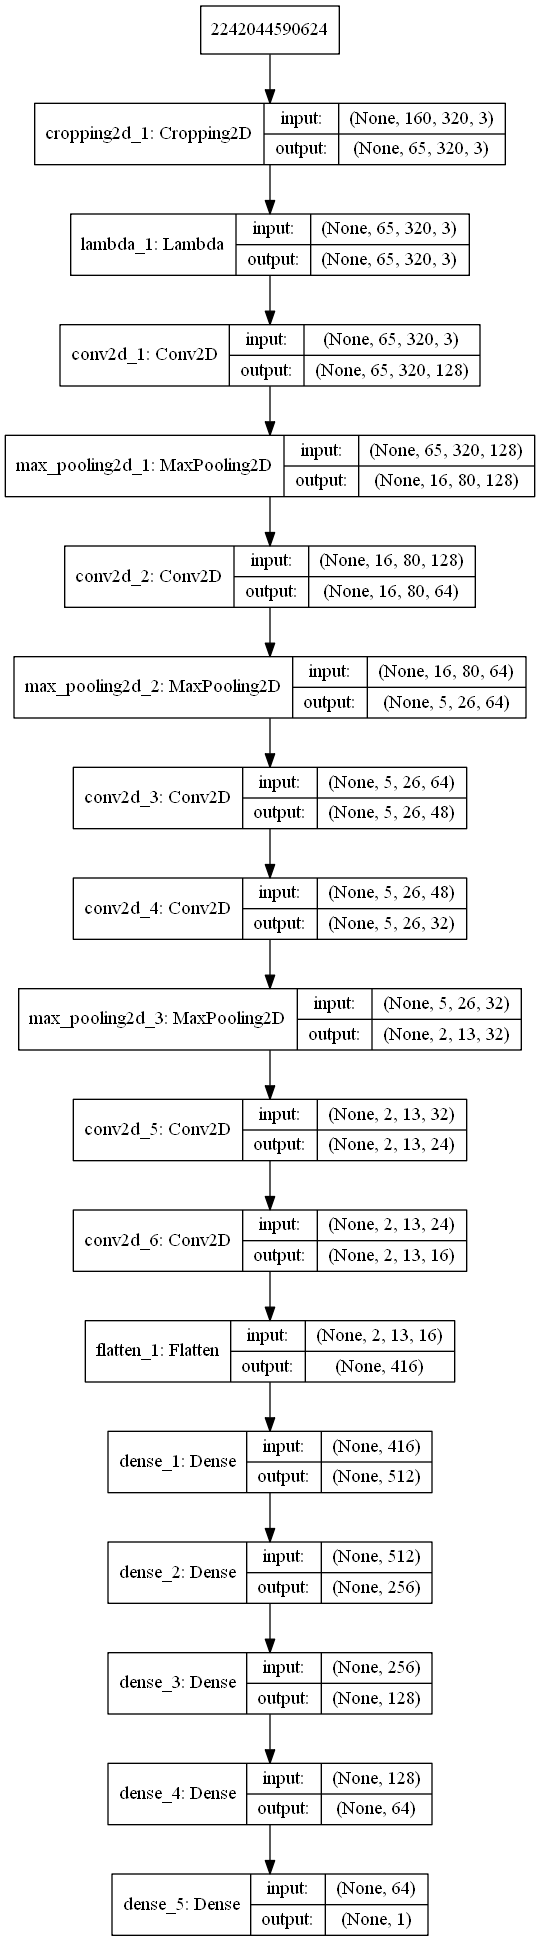 2242044590624
cropping2d_1: Cropping2D
input: (None, 160, 320, 3)
output: (None, 65, 320, 3)
lambda_1: Lambda
input: (None, 65, 320, 3)
output: (None, 65, 320, 3)
conv2d_1: Conv2D
input: (None, 65, 320, 3)
output: (None, 65, 320, 128)
max_pooling2d_1: MaxPooling2D
input: (None, 65, 320, 128)
output: (None, 16, 80, 128)
conv2d_2: Conv2D
input: (None, 16, 80, 128)
output: (None, 16, 80, 64)
max_pooling2d_2: MaxPooling2D
input: (None, 16, 80, 64)
output: (None, 5, 26, 64)
conv2d_3: Conv2D
input: (None, 5, 26, 64)
output: (None, 5, 26, 48)
conv2d_4: Conv2D
input: (None, 5, 26, 48)
output: (None, 5, 26, 32)
max_pooling2d_3: MaxPooling2D
input: (None, 5, 26, 32)
output: (None, 2, 13, 32)
conv2d_5: Conv2D
input: (None, 2, 13, 32)
output: (None, 2, 13, 24)
conv2d_6: Conv2D
input: (None, 2, 13, 24)
output: (None, 2, 13, 16)
flatten_1: Flatten
input: (None, 2, 13, 16)
output: (None, 416)
dense_1: Dense
input: (None, 416)
output: (None, 512)
dense_2: Dense
input: (None, 512)
output: (None, 256)
dense_3: Dense
input: (None, 256)
output: (None, 128)
dense_4: Dense
input: (None, 128)
output: (None, 64)
dense_5: Dense
input: (None, 64)
output: (None, 1)